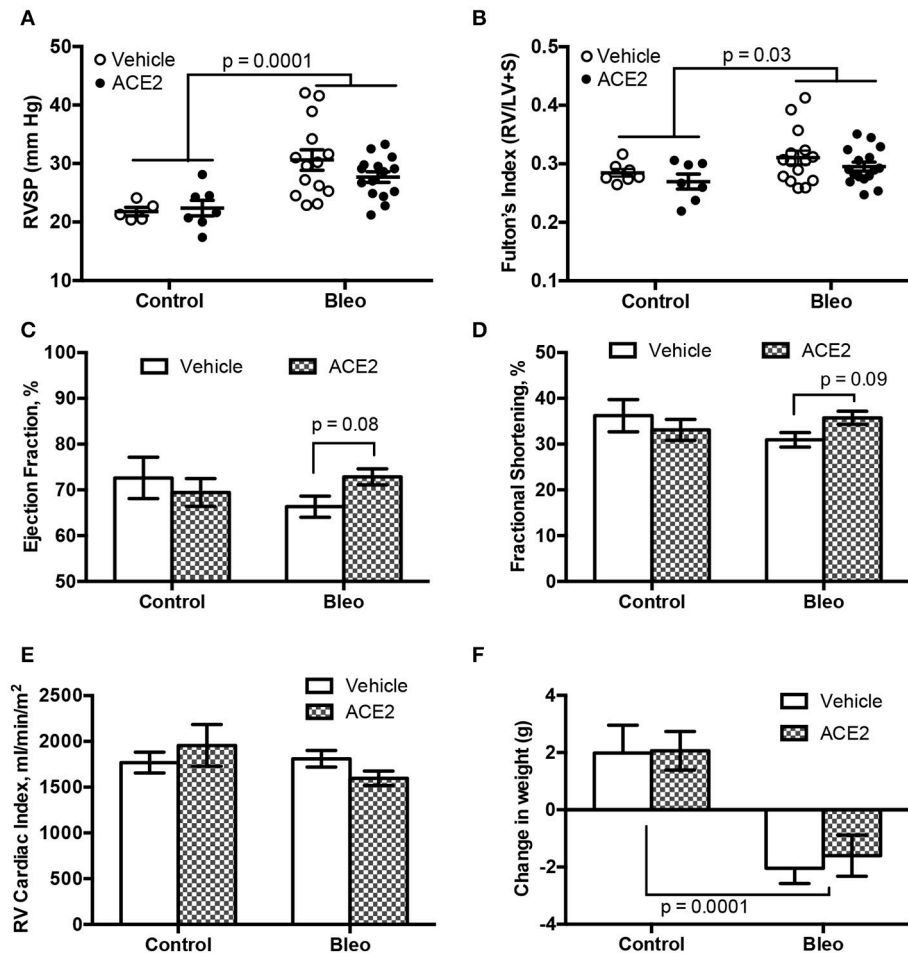 A
RVSP (mm Hg)
50
40
30
20
10
Vehicle
ACE2
p = 0.0001
Control
Bleo
B
Fulton's Index (RV/LV+S)
0.5
0.4
0.3
0.2
0.1
Vehicle
ACE2
p = 0.03
Control
Bleo
C
Ejection Fraction, %
100
90
80
70
60
50
Vehicle
ACE2
p = 0.08
Control
Bleo
D
Fractional Shortening, %
50
40
30
20
10
0
Vehicle
ACE2
p = 0.09
Control
Bleo
E
RV Cardiac Index, ml/min/m²
2500
2000
1500
1000
500
0
Vehicle
ACE2
Control
Bleo
F
Change in weight (g)
4
2
0
-2
-4
Vehicle
ACE2
p = 0.0001
Control
Bleo